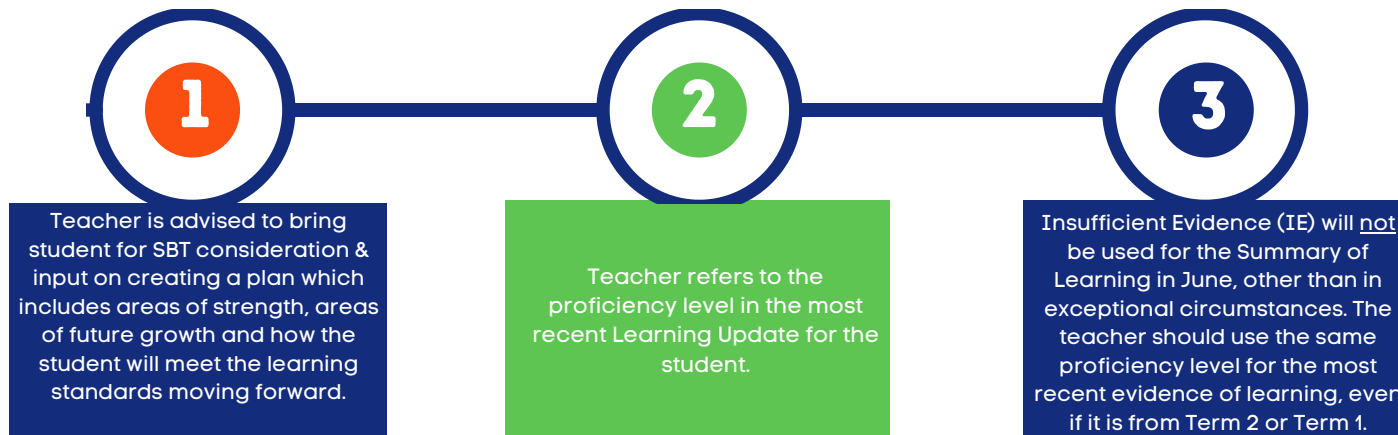 1
Teacher is advised to bring
student for SBT consideration &
input on creating a plan which
includes areas of strength, areas
of future growth and how the
student will meet the learning
standards moving forward.
2
Teacher refers to the
proficiency level in the most
recent Learning Update for the
student.
3
Insufficient Evidence (IE) will not
be used for the Summary of
Learning in June, other than in
exceptional circumstances. The
teacher should use the same
proficiency level for the most
recent evidence of learning, even
if it is from Term 2 or Term 1.